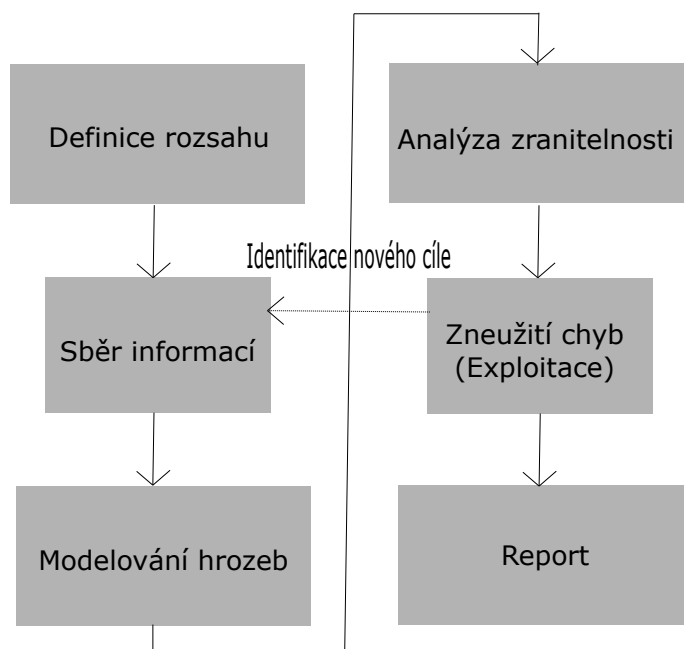 Definice rozsahu
Sběr informací
Modelování hrozeb
Identifikace nového cíle
Analýza zranitelnosti
Zneužití chyb
(Exploitace)
Report